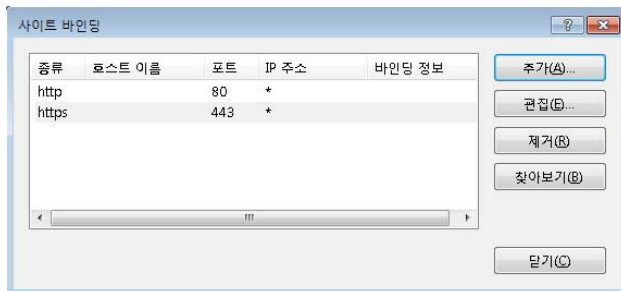 사이트 바인딩
종류 호스트 이름 포트 IP 주소 바인딩 정보
http 80 *
https 443 *
추가(A)...
편집(E)...
제거(R)
찾아보기(B)
닫기(C)